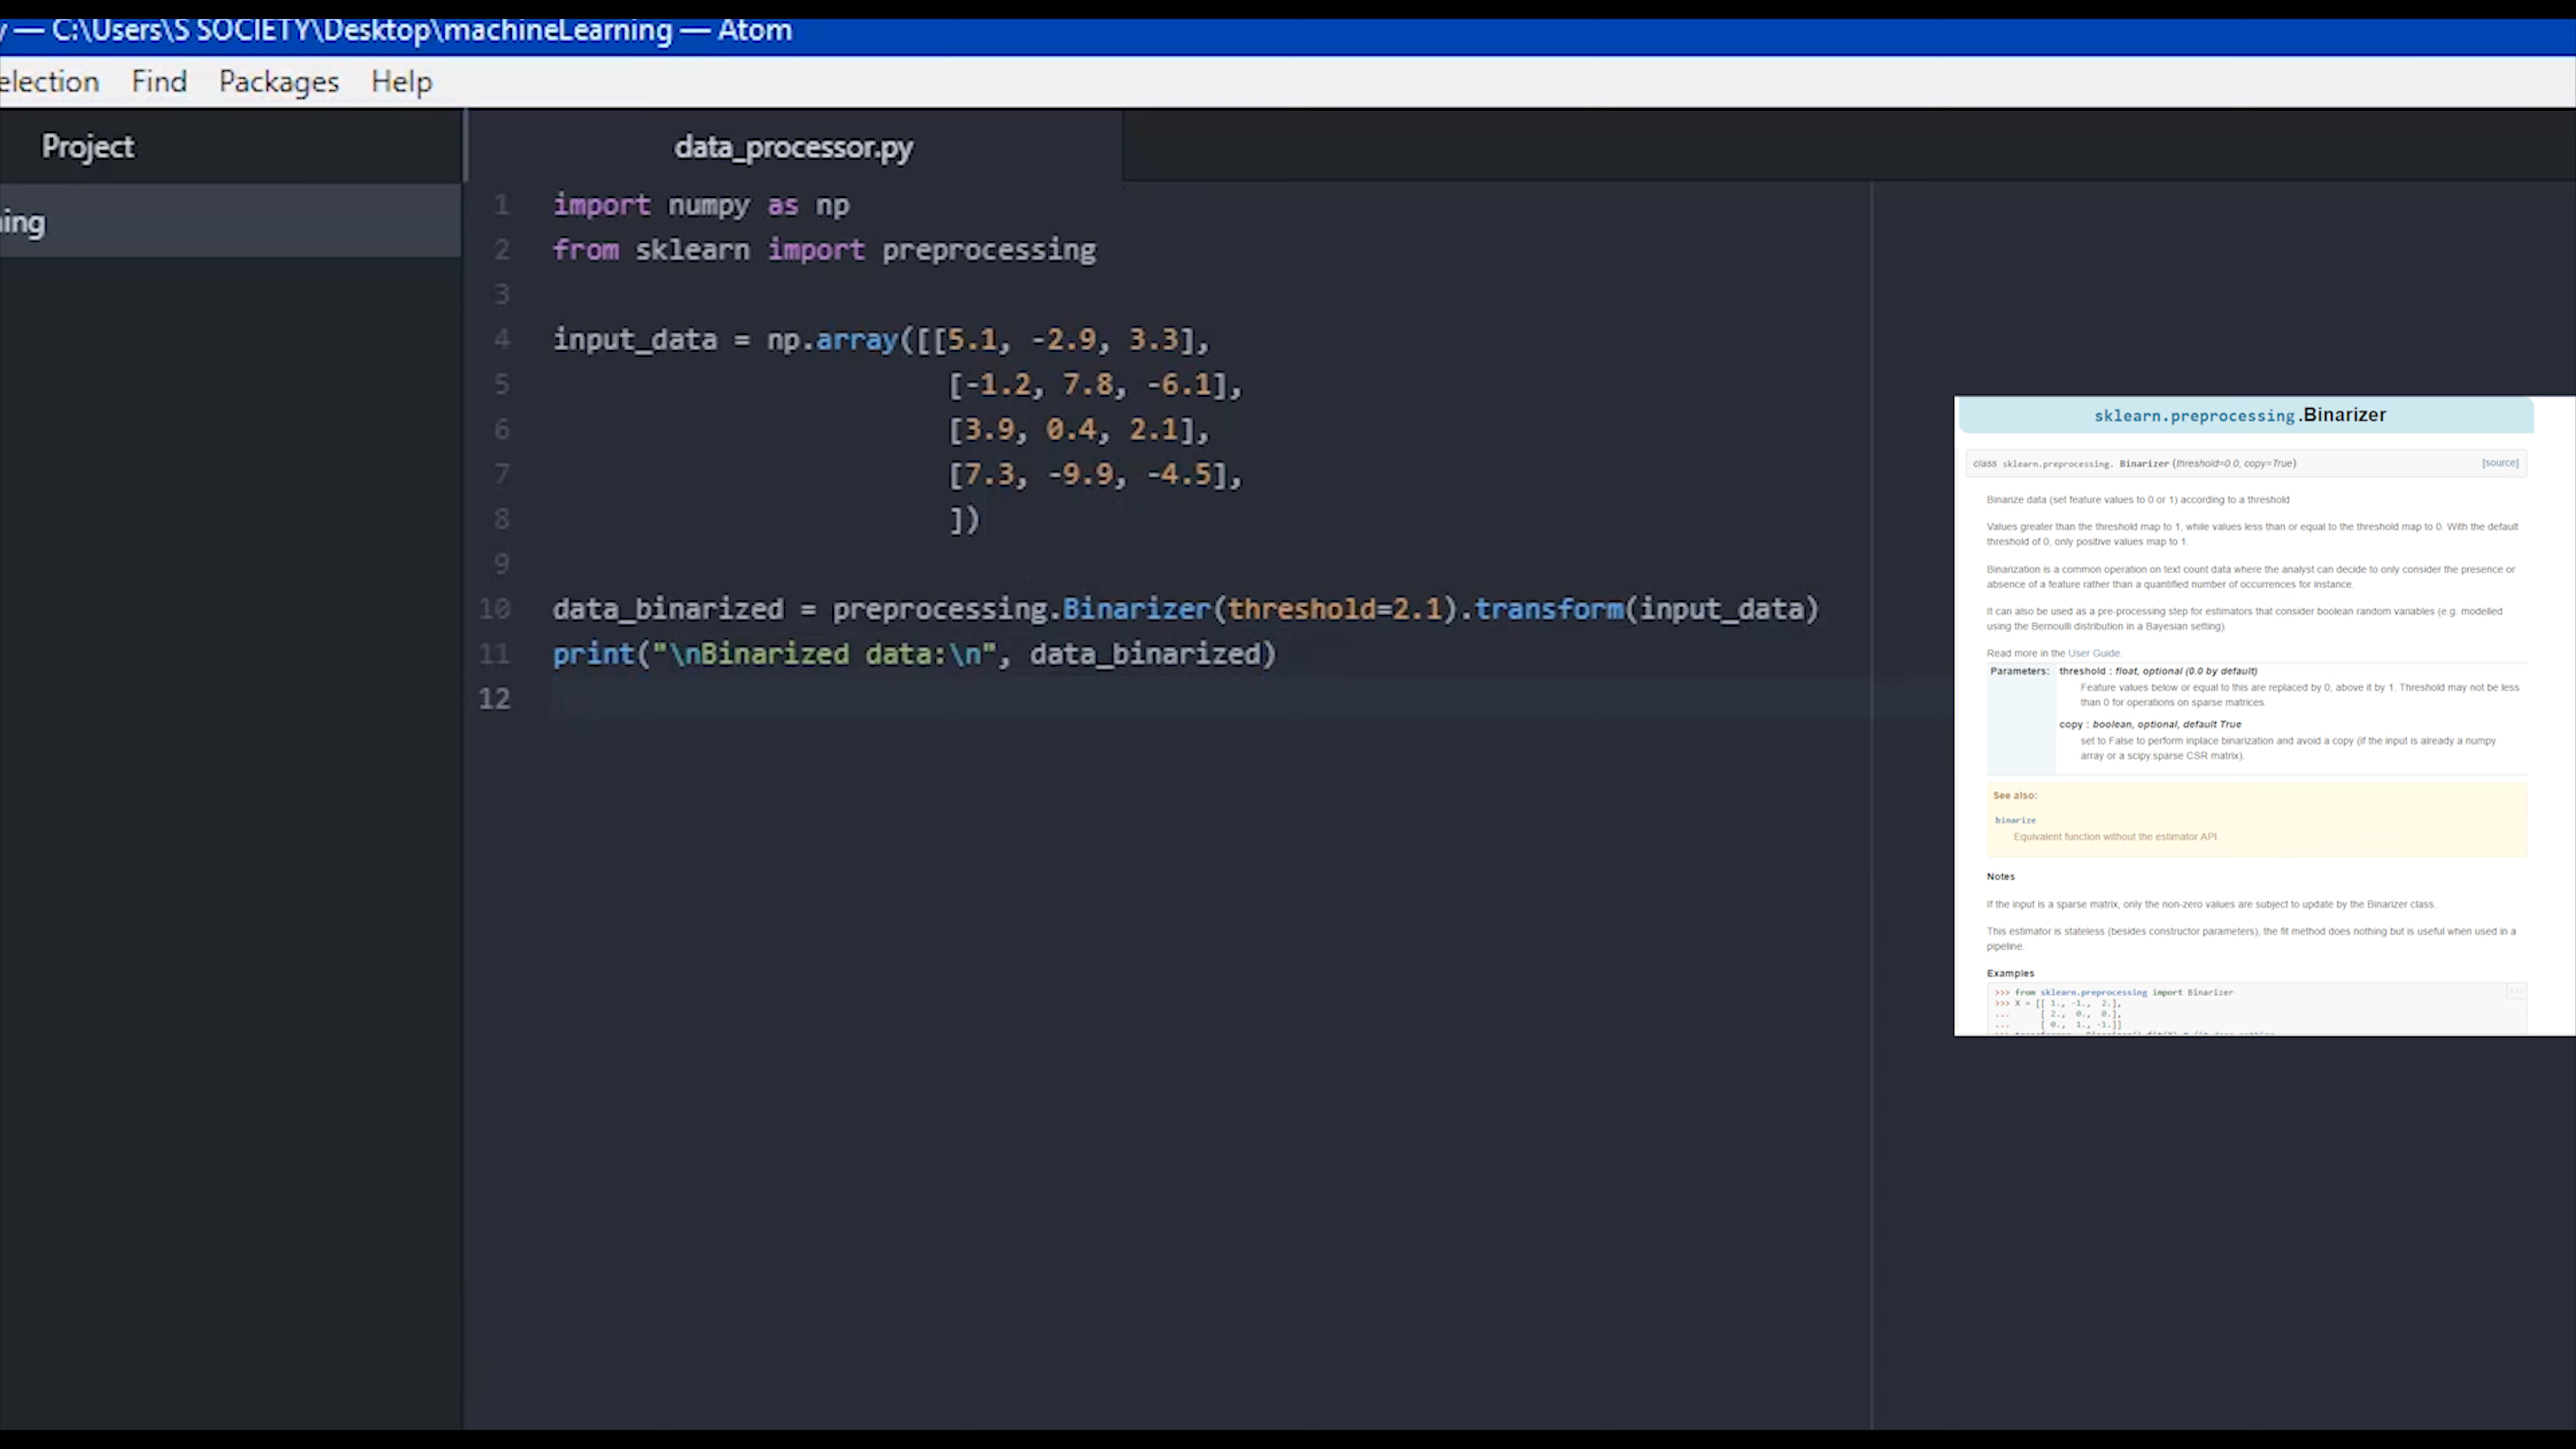 — C:\Users\S SOCIETY\Desktop\machineLearning — Atom
election Find Packages Help
Project
data_processor.py
ing
1 import numpy as np
2 from sklearn import preprocessing
3
4 input_data = np.array([[5.1, -2.9, 3.3],
5 [-1.2, 7.8, -6.1],
6 [3.9, 0.4, 2.1],
7 [7.3, -9.9, -4.5],
8 ])
9
10 data_binarized = preprocessing.Binarizer(threshold=2.1).transform(input_data)
11 print("\nBinarized data:\n", data_binarized)
12
sklearn.preprocessing.Binarizer
class sklearn.preprocessing. Binarizer (threshold=0.0, copy=True) [source]
Binarize data (set feature values to 0 or 1) according to a threshold
Values greater than the threshold map to 1, while values less than or equal to the threshold map to 0. With the default
threshold of 0, only positive values map to 1.
Binarization is a common operation on text count data where the analyst can decide to only consider the presence or
absence of a feature rather than a quantified number of occurrences for instance.
It can also be used as a pre-processing step for estimators that consider boolean random variables (e.g. modelled
using the Bernoulli distribution in a Bayesian setting).
Read more in the User Guide.
Parameters: threshold : float, optional (0.0 by default)
Feature values below or equal to this are replaced by 0, above it by 1. Threshold may not be less
than 0 for operations on sparse matrices.
copy : boolean, optional, default True
set to False to perform inplace binarization and avoid a copy (if the input is already a numpy
array or a scipy.sparse CSR matrix).
See also:
binarize
Equivalent function without the estimator API.
Notes
If the input is a sparse matrix, only the non-zero values are subject to update by the Binarizer class.
This estimator is stateless (besides constructor parameters), the fit method does nothing but is useful when used in a
pipeline.
Examples
>>> from sklearn.preprocessing import Binarizer
>>> X = [[ 1., -1., 2.],
... [ 2., 0., 0.],
... [ 0., 1., -1.]]